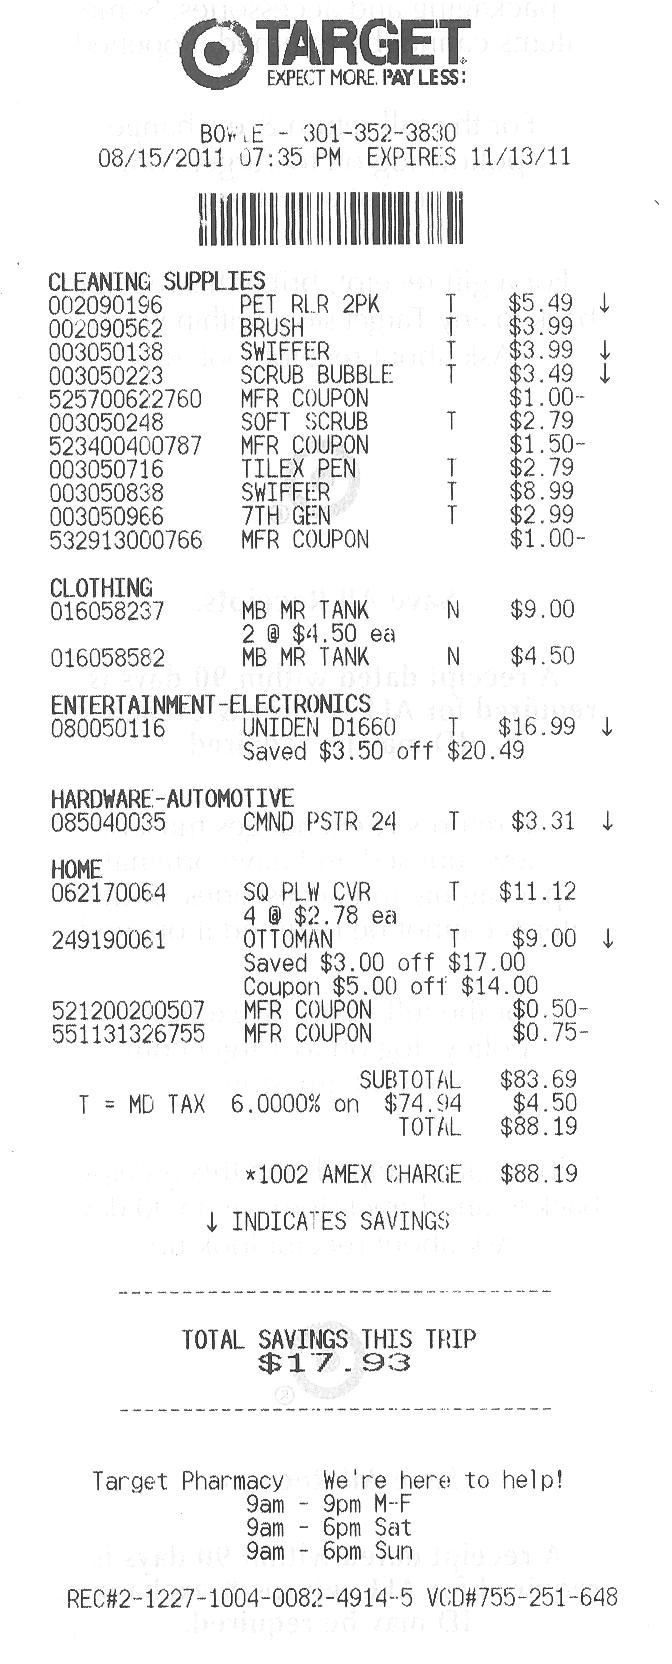 TARGET
EXPECT MORE. PAY LESS.
BOWIE - 301-352-3830
08/15/2011 07:35 PM EXPIRES 11/13/11
CLEANING SUPPLIES
002090196 PET RLR 2PK T $5.49 ↓
002090562 BRUSH T $3.99
003050138 SWIFFER T $3.99 ↓
003050223 SCRUB BUBBLE T $3.49 ↓
525700622760 MFR COUPON $1.00-
003050248 SOFT SCRUB T $2.79
523400400787 MFR COUPON $1.50-
003050716 TILEX PEN T $2.79
003050838 SWIFFER T $8.99
003050966 7TH GEN T $2.99
532913000766 MFR COUPON $1.00-
CLOTHING
016058237 MB MR TANK N $9.00
2 @ $4.50 ea
016058582 MB MR TANK N $4.50
ENTERTAINMENT-ELECTRONICS
080050116 UNIDEN D1660 T $16.99 ↓
Saved $3.50 off $20.49
HARDWARE-AUTOMOTIVE
085040035 CMND PSTR 24 T $3.31 ↓
HOME
062170064 SQ PLW CVR T $11.12
4 @ $2.78 ea
249190061 OTTOMAN T $9.00 ↓
Saved $3.00 off $17.00
Coupon $5.00 off $14.00
521200200507 MFR COUPON $0.50-
551131326755 MFR COUPON $0.75-
SUBTOTAL $83.69
T = MD TAX 6.0000% on $74.94 $4.50
TOTAL $88.19
*1002 AMEX CHARGE $88.19
↓ INDICATES SAVINGS
TOTAL SAVINGS THIS TRIP
$17.93
Target Pharmacy We're here to help!
9am - 9pm M-F
9am - 6pm Sat
9am - 6pm Sun
REC#2-1227-1004-0082-4914-5 VCD#755-251-648